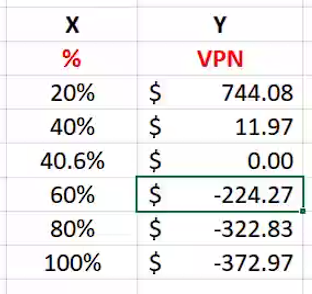 X Y
% VPN
20% $ 744.08
40% $ 11.97
40.6% $ 0.00
60% $ -224.27
80% $ -322.83
100% $ -372.97